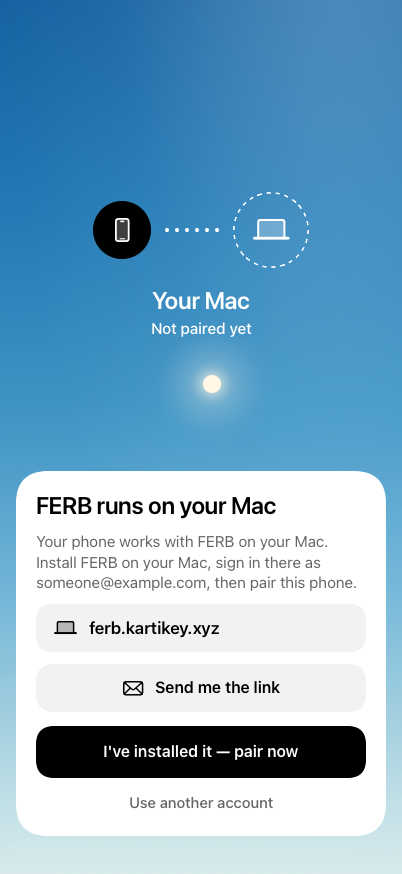 Your Mac
Not paired yet
FERB runs on your Mac
Your phone works with FERB on your Mac.
Install FERB on your Mac, sign in there as
someone@example.com, then pair this phone.
ferb.kartikey.xyz
Send me the link
I've installed it — pair now
Use another account